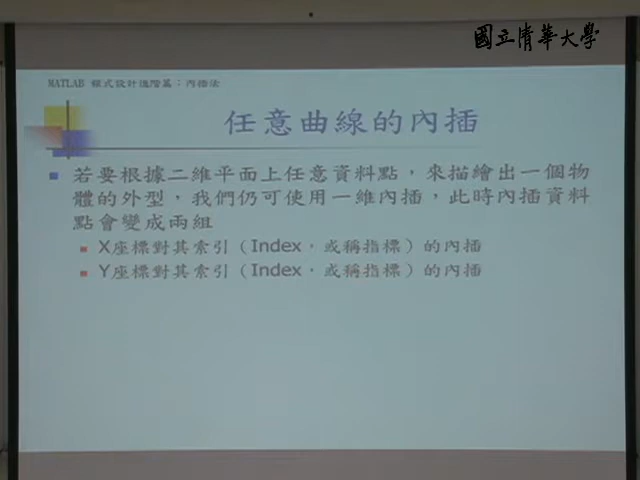 國立清華大學
MATLAB 程式設計進階篇：內插法
任意曲線的內插
若要根據二維平面上任意資料點，來描繪出一個物
體的外型，我們仍可使用一維內插，此時內插資料
點會變成兩組
X座標對其索引（Index，或稱指標）的內插
Y座標對其索引（Index，或稱指標）的內插